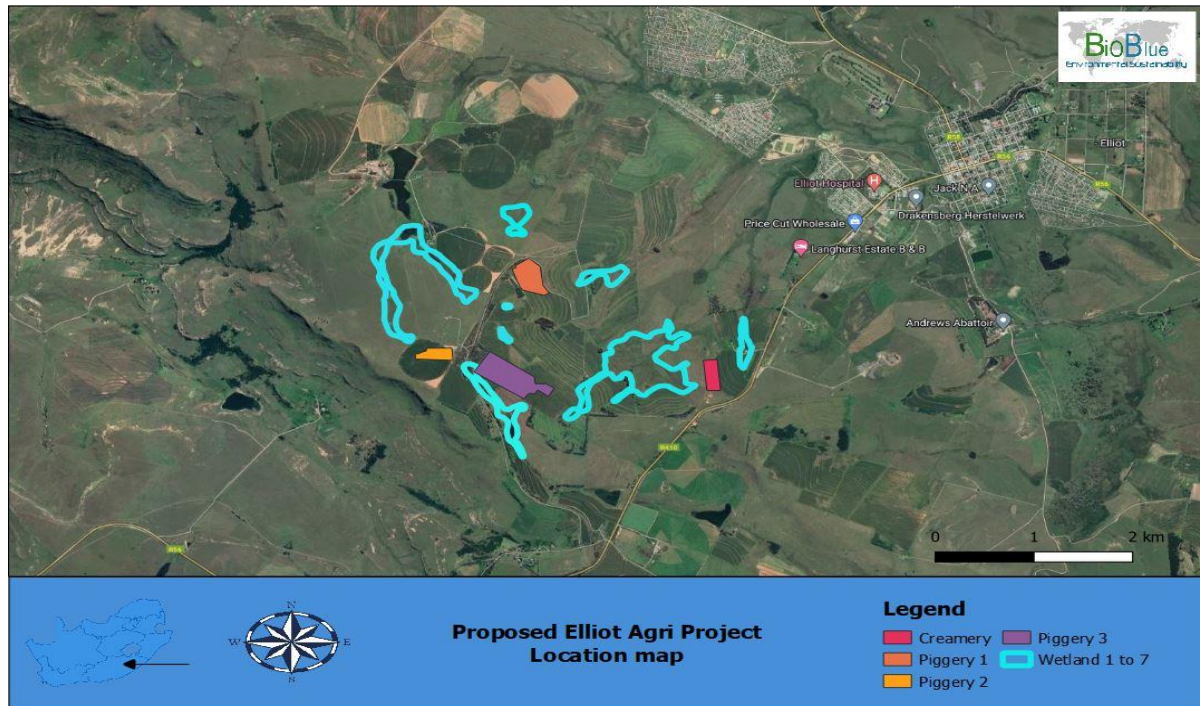 BioBlue
Environmental Sustainability
R58
R56
Elliot
R56
Elliot Hospital
Jack N.A
Drakensberg Herstelwerk
Price Cut Wholesale
Langhurst Estate B & B
Andrews Abattoir
R410
R56
0 1 2 km
N
W E
N
Proposed Elliot Agri Project
Location map
Legend
Creamery
Piggery 1
Piggery 2
Piggery 3
Wetland 1 to 7